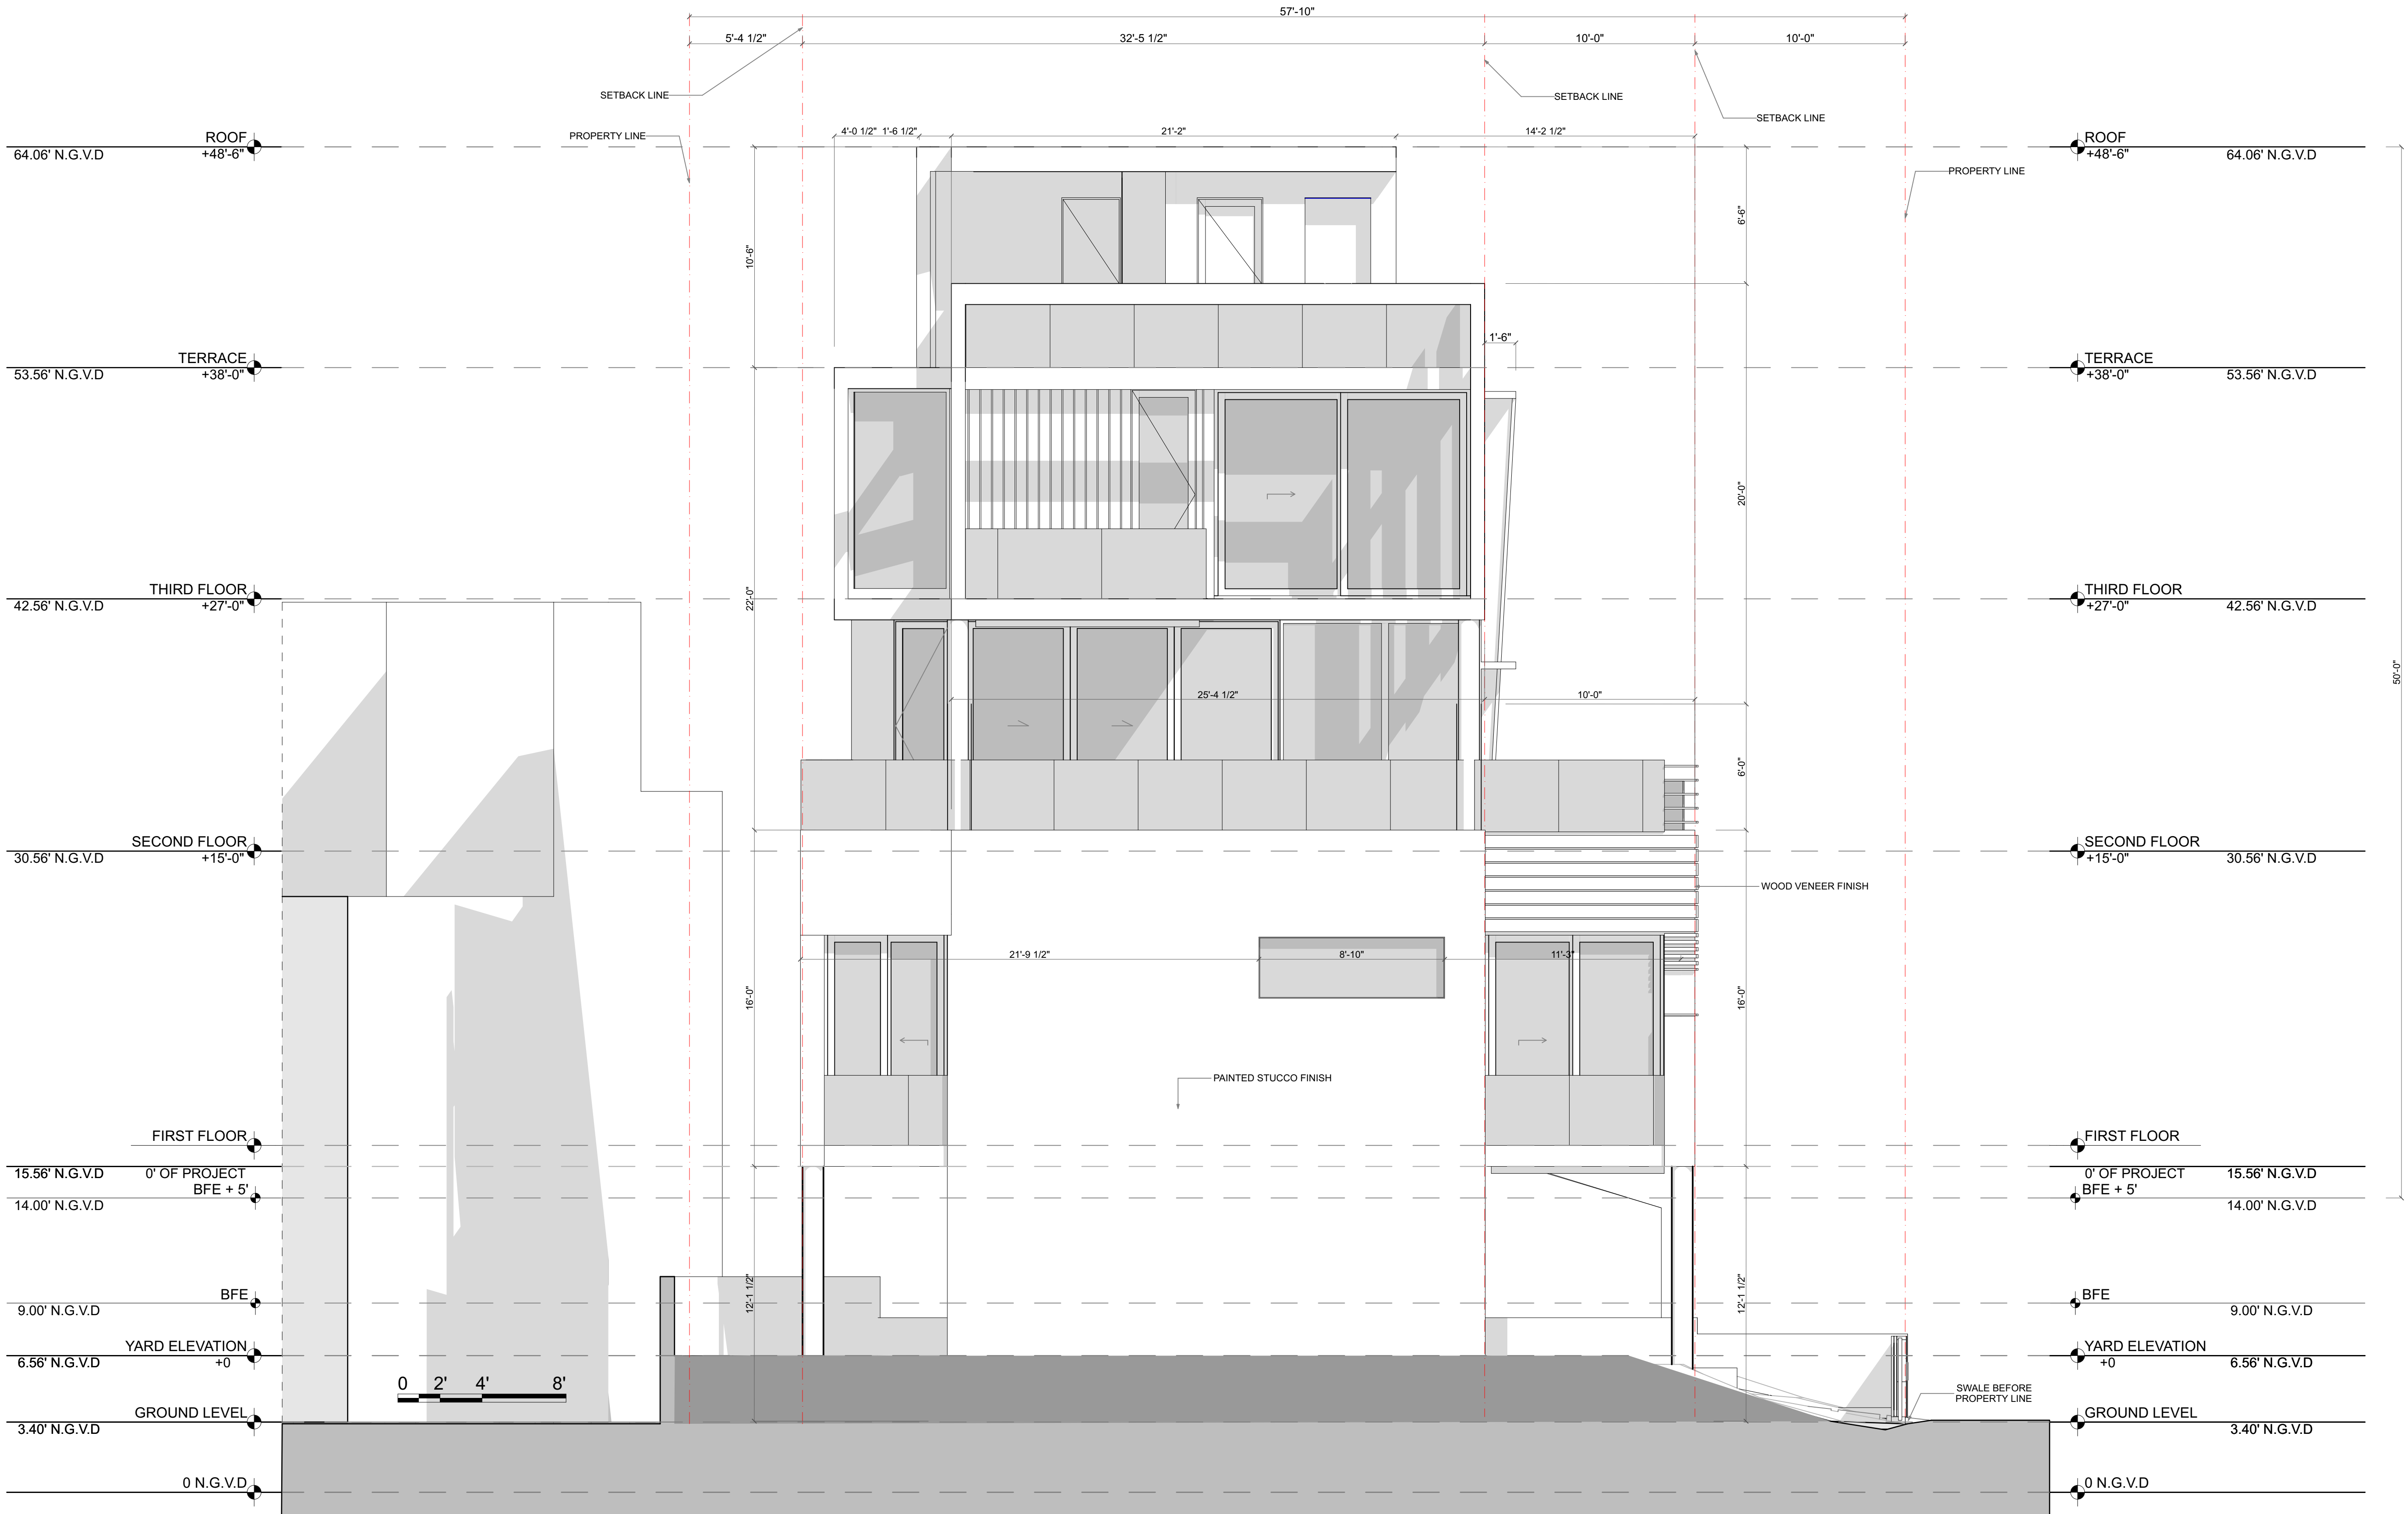 57'-10"
5'-4 1/2"
32'-5 1/2"
10'-0"
10'-0"
SETBACK LINE
SETBACK LINE
SETBACK LINE
PROPERTY LINE
PROPERTY LINE
4'-0 1/2" 1'-6 1/2"
21'-2"
14'-2 1/2"
ROOF
64.06' N.G.V.D +48'-6"
ROOF
+48'-6" 64.06' N.G.V.D
10'-6"
6'-6"
1'-6"
TERRACE
53.56' N.G.V.D +38'-0"
TERRACE
+38'-0" 53.56' N.G.V.D
22'-0"
20'-0"
THIRD FLOOR
42.56' N.G.V.D +27'-0"
THIRD FLOOR
+27'-0" 42.56' N.G.V.D
50'-0"
25'-4 1/2"
10'-0"
6'-0"
SECOND FLOOR
30.56' N.G.V.D +15'-0"
SECOND FLOOR
+15'-0" 30.56' N.G.V.D
WOOD VENEER FINISH
21'-9 1/2"
8'-10"
11'-3"
16'-0"
16'-0"
PAINTED STUCCO FINISH
FIRST FLOOR
15.56' N.G.V.D 0' OF PROJECT
FIRST FLOOR
0' OF PROJECT 15.56' N.G.V.D
BFE + 5'
14.00' N.G.V.D
BFE + 5'
14.00' N.G.V.D
12'-1 1/2"
12'-1 1/2"
BFE
9.00' N.G.V.D
BFE
9.00' N.G.V.D
YARD ELEVATION
6.56' N.G.V.D +0
YARD ELEVATION
+0 6.56' N.G.V.D
0 2' 4' 8'
SWALE BEFORE
PROPERTY LINE
GROUND LEVEL
3.40' N.G.V.D
GROUND LEVEL
3.40' N.G.V.D
0 N.G.V.D
0 N.G.V.D